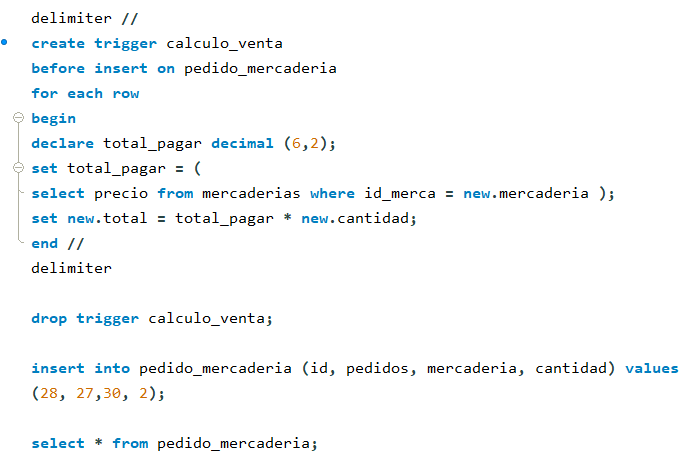 delimiter //
create trigger calculo_venta
before insert on pedido_mercaderia
for each row
begin
declare total_pagar decimal (6,2);
set total_pagar = (
select precio from mercaderias where id_merca = new.mercaderia );
set new.total = total_pagar * new.cantidad;
end //
delimiter
drop trigger calculo_venta;
insert into pedido_mercaderia (id, pedidos, mercaderia, cantidad) values
(28, 27,30, 2);
select * from pedido_mercaderia;